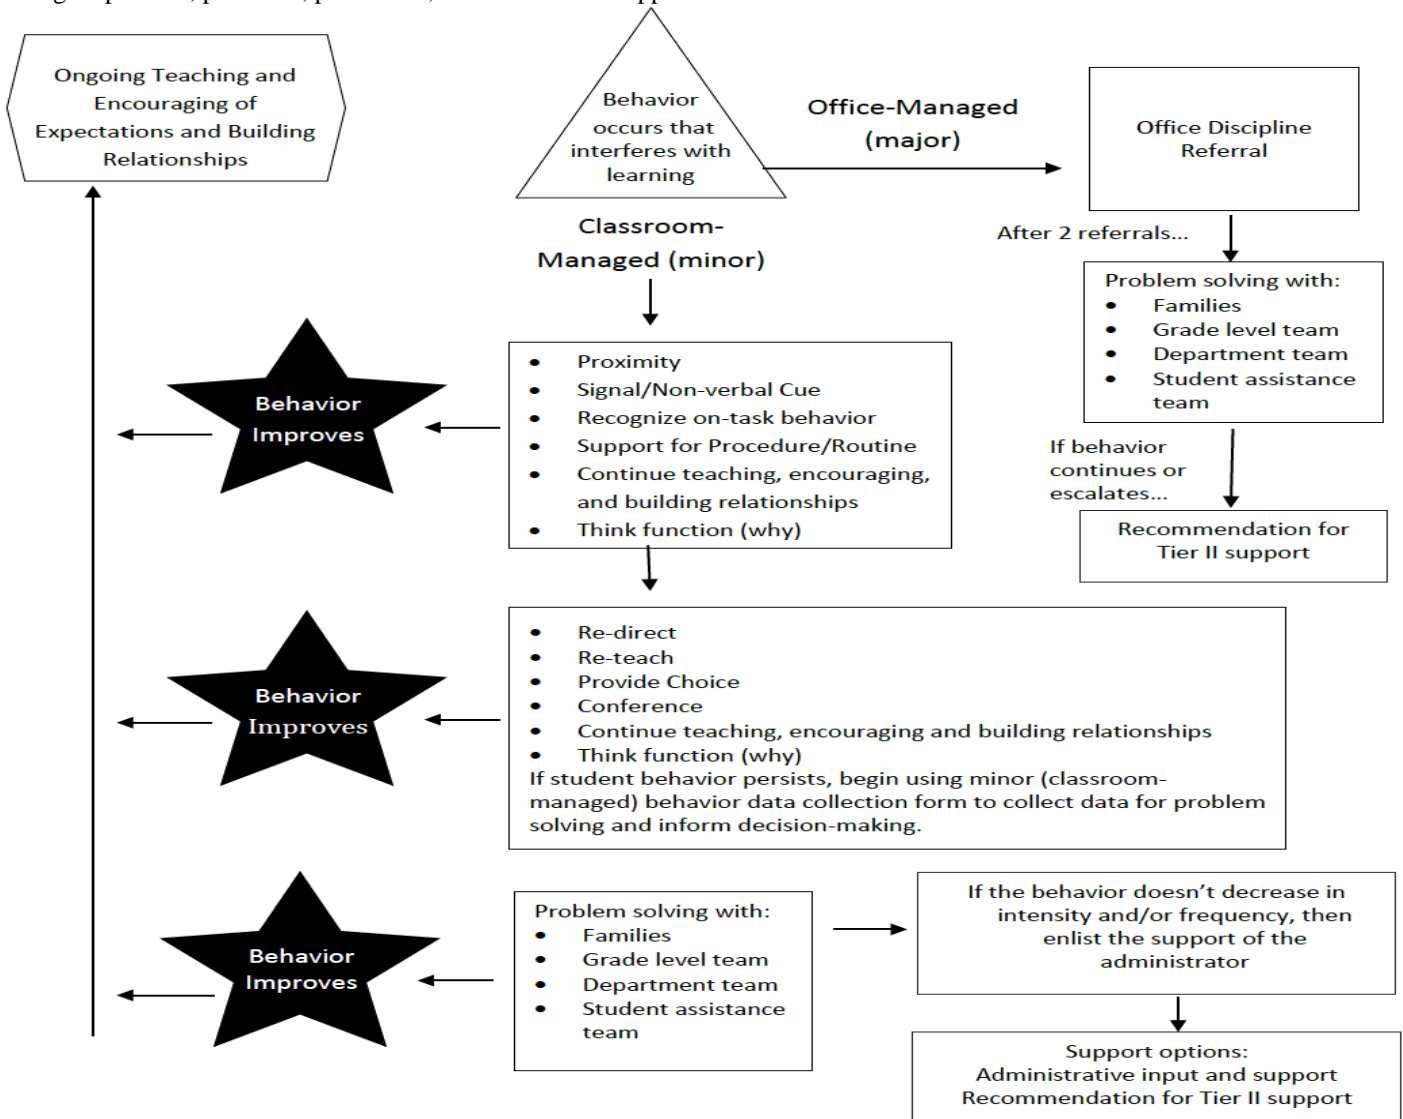 Ongoing Teaching and
Encouraging of
Expectations and Building
Relationships
Behavior
occurs that
interferes with
learning
Office-Managed
(major)
Office Discipline
Referral
Classroom-
Managed (minor)
After 2 referrals...
Problem solving with:
• Families
• Grade level team
• Department team
• Student assistance
team
If behavior
continues or
escalates...
Recommendation for
Tier II support
• Proximity
• Signal/Non-verbal Cue
• Recognize on-task behavior
• Support for Procedure/Routine
• Continue teaching, encouraging,
and building relationships
• Think function (why)
Behavior
Improves
• Re-direct
• Re-teach
• Provide Choice
• Conference
• Continue teaching, encouraging and building relationships
• Think function (why)
If student behavior persists, begin using minor (classroom-
managed) behavior data collection form to collect data for problem
solving and inform decision-making.
Behavior
Improves
Problem solving with:
• Families
• Grade level team
• Department team
• Student assistance
team
Behavior
Improves
If the behavior doesn't decrease in
intensity and/or frequency, then
enlist the support of the
administrator
Support options:
Administrative input and support
Recommendation for Tier II support